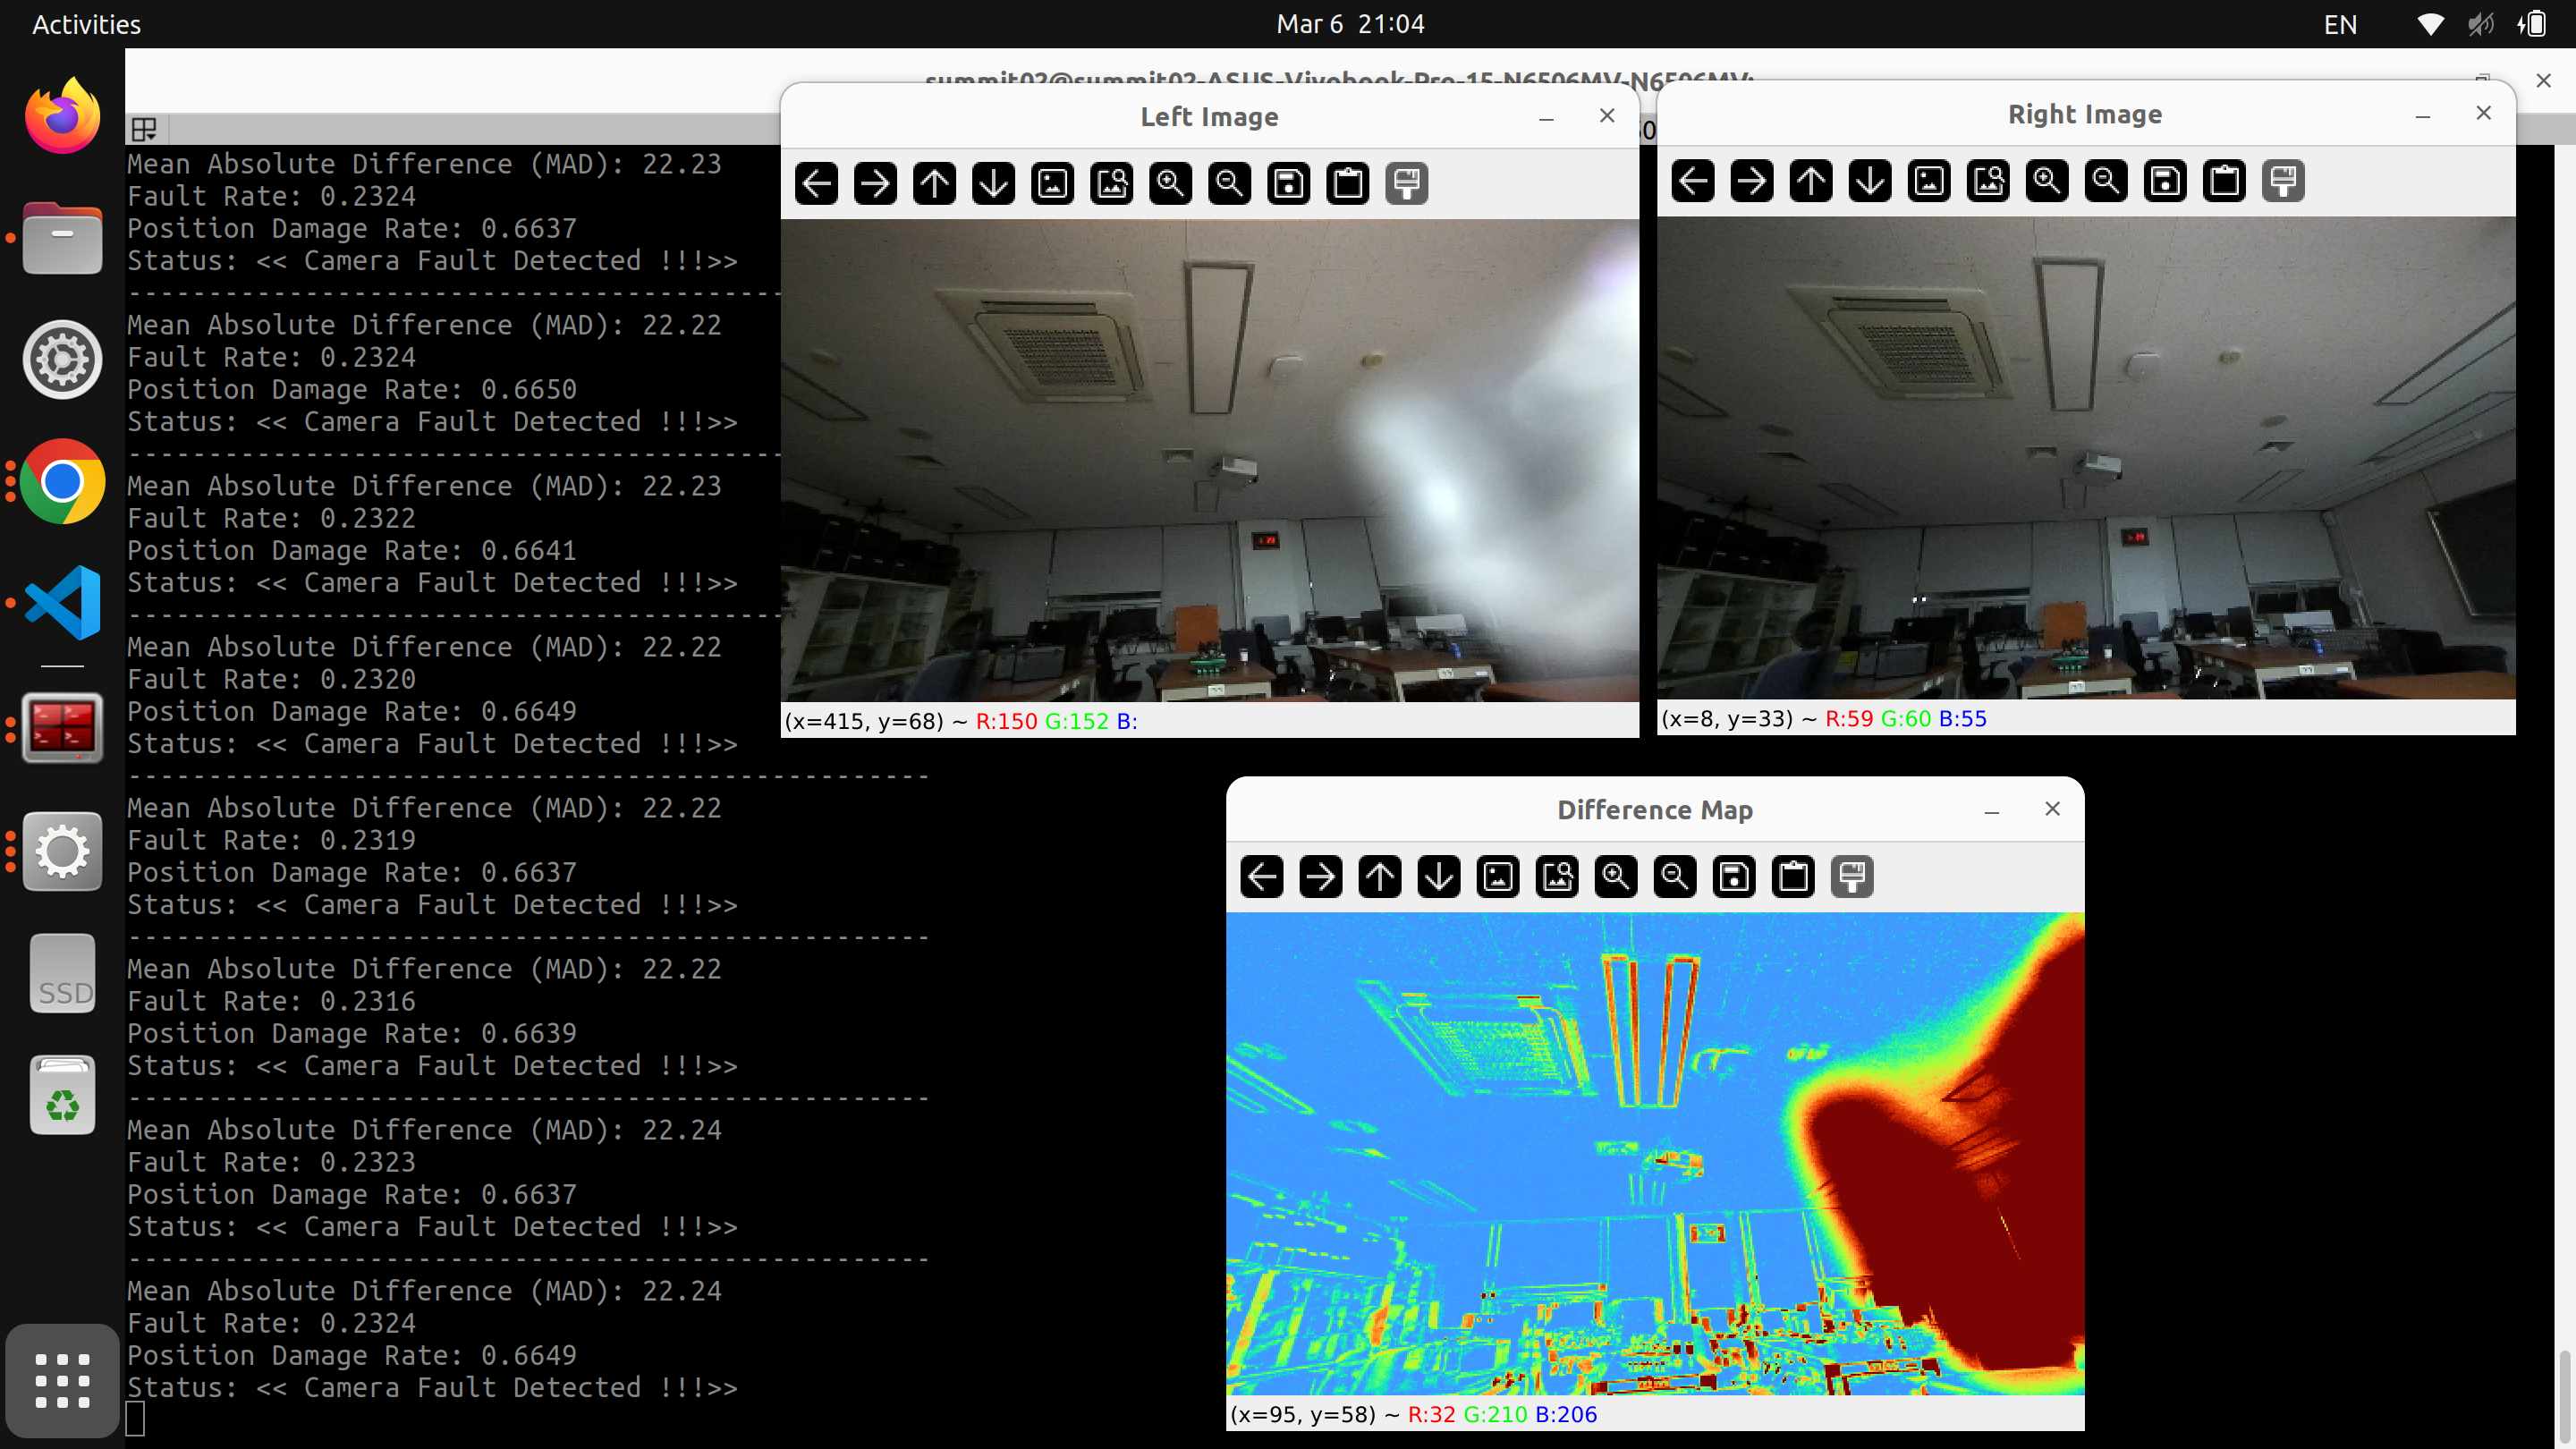 Activities
Mar 6 21:04
EN
summit02@summit02-ASUS-Vivobook-Pro-15-N6506MV-N6506MV:
Mean Absolute Difference (MAD): 22.23
Fault Rate: 0.2324
Position Damage Rate: 0.6637
Status: << Camera Fault Detected !!!>>
--------------------------------------------------
Mean Absolute Difference (MAD): 22.22
Fault Rate: 0.2324
Position Damage Rate: 0.6650
Status: << Camera Fault Detected !!!>>
--------------------------------------------------
Mean Absolute Difference (MAD): 22.23
Fault Rate: 0.2322
Position Damage Rate: 0.6641
Status: << Camera Fault Detected !!!>>
--------------------------------------------------
Mean Absolute Difference (MAD): 22.22
Fault Rate: 0.2320
Position Damage Rate: 0.6649
Status: << Camera Fault Detected !!!>>
--------------------------------------------------
Mean Absolute Difference (MAD): 22.22
Fault Rate: 0.2319
Position Damage Rate: 0.6637
Status: << Camera Fault Detected !!!>>
--------------------------------------------------
Mean Absolute Difference (MAD): 22.22
Fault Rate: 0.2316
Position Damage Rate: 0.6639
Status: << Camera Fault Detected !!!>>
--------------------------------------------------
Mean Absolute Difference (MAD): 22.24
Fault Rate: 0.2323
Position Damage Rate: 0.6637
Status: << Camera Fault Detected !!!>>
--------------------------------------------------
Mean Absolute Difference (MAD): 22.24
Fault Rate: 0.2324
Position Damage Rate: 0.6649
Status: << Camera Fault Detected !!!>>
Left Image
(x=415, y=68) ~ R:150 G:152 B:
Right Image
(x=8, y=33) ~ R:59 G:60 B:55
Difference Map
(x=95, y=58) ~ R:32 G:210 B:206
SSD